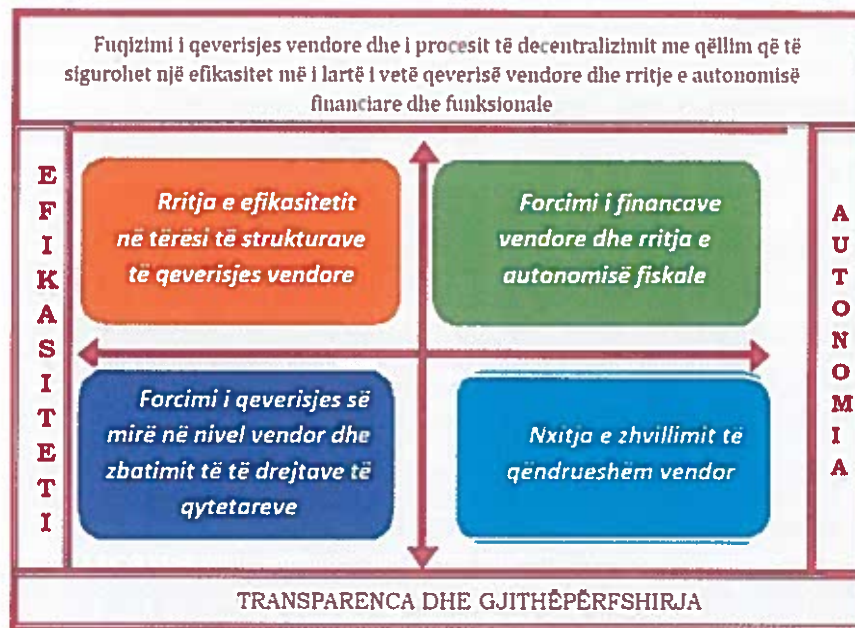 Fuqizimi i qeverisjes vendore dhe i procesit të decentralizimit me qëllim që të
sigurohet një efikasitet më i lartë i vetë qeverisë vendore dhe rritje e autonomisë
financiare dhe funksionale
EFIKASITETI
Rritja e efikasitetit
në tërësi të strukturave
të qeverisjes vendore
Forcimi i financave
vendore dhe rritja e
autonomisë fiskale
Forcimi i qeverisjes së
mirë në nivel vendor dhe
zbatimit të të drejtave të
qytetareve
Nxitja e zhvillimit të
qëndrueshëm vendor
AUTONOMIA
TRANSPARENCA DHE GJITHËPËRFSHIRJA